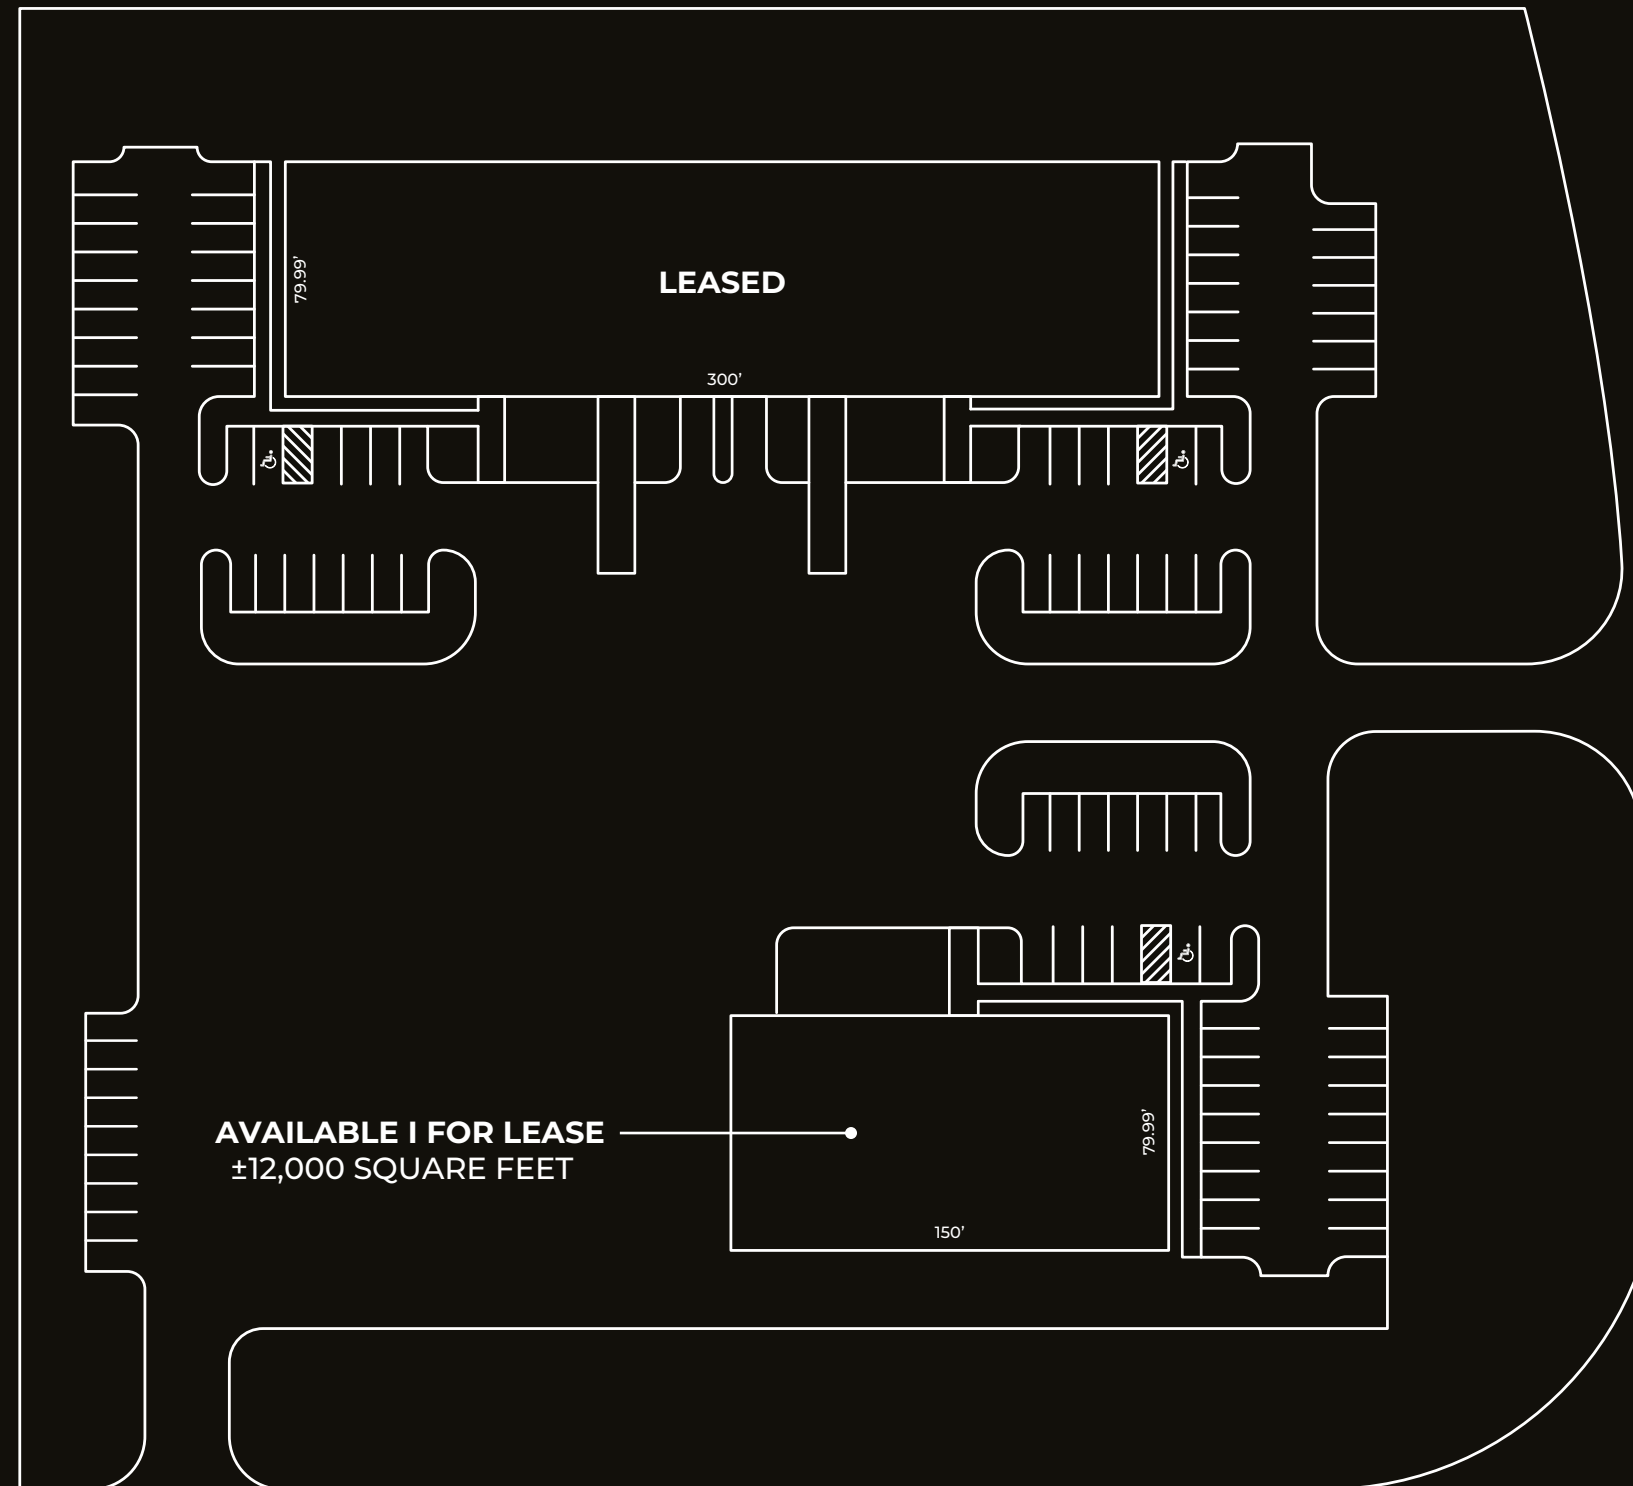 79.99’
LEASED
300’
AVAILABLE I FOR LEASE
±12,000 SQUARE FEET
79.99’
150’